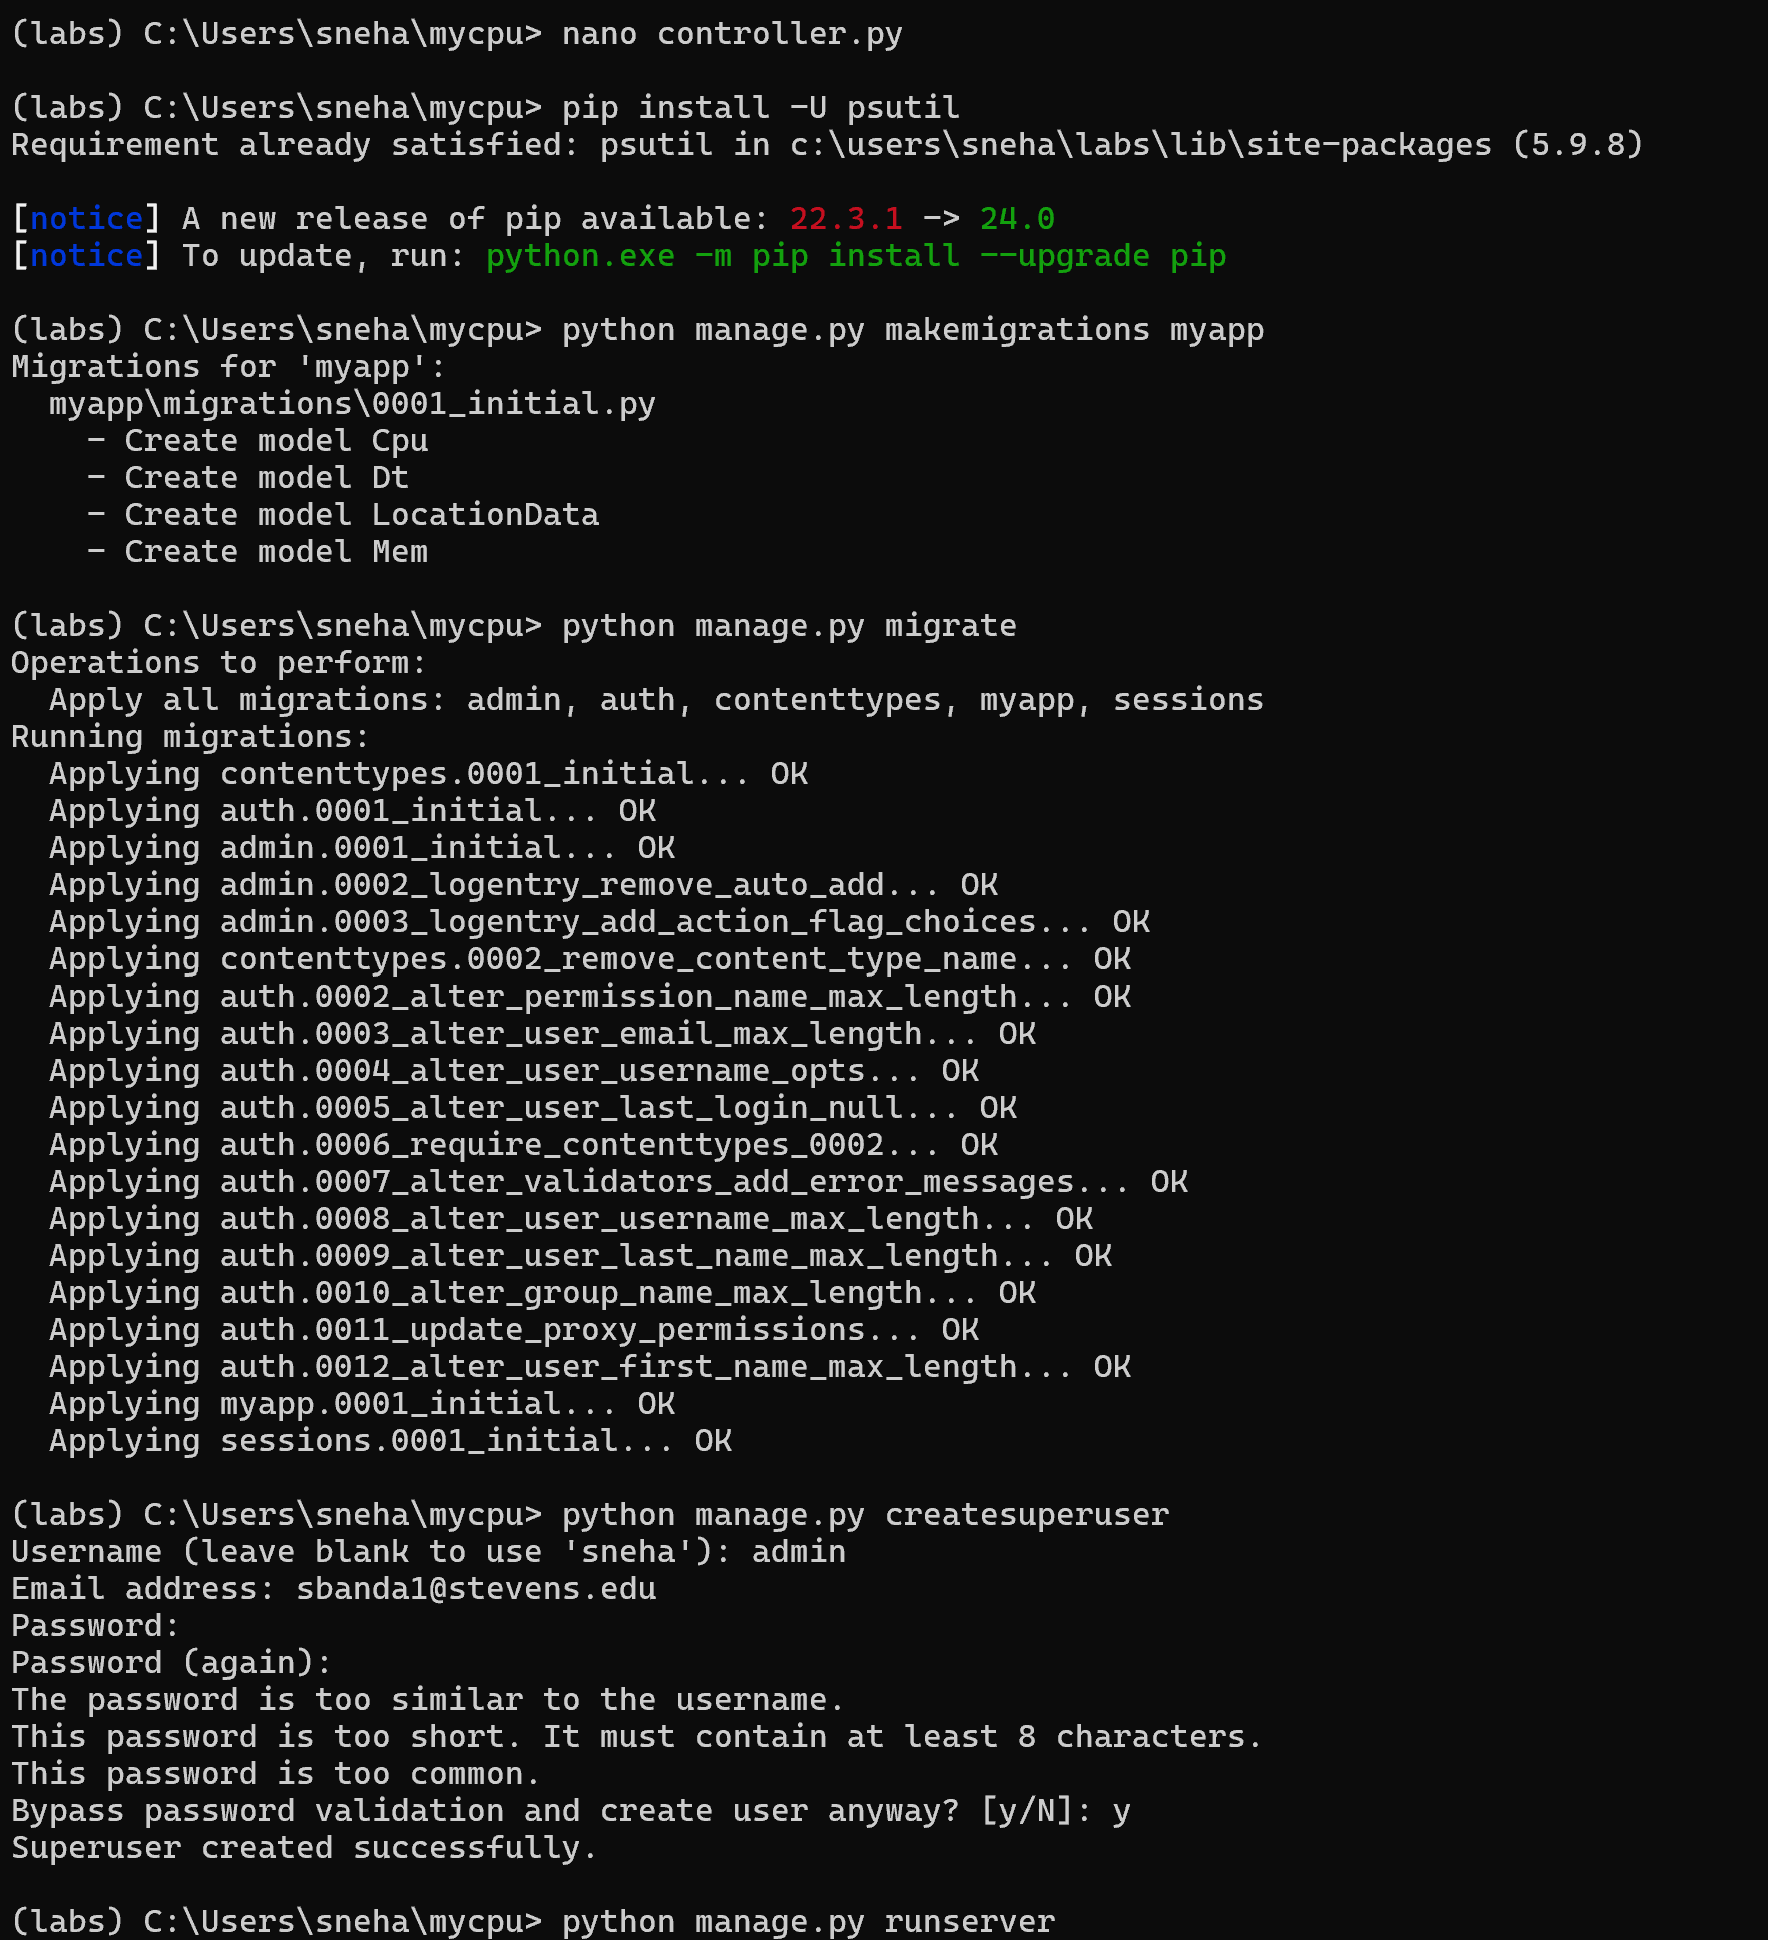 (labs) C:\Users\sneha\mycpu> nano controller.py
(labs) C:\Users\sneha\mycpu> pip install -U psutil
Requirement already satisfied: psutil in c:\users\sneha\labs\lib\site-packages (5.9.8)
[notice] A new release of pip available: 22.3.1 -> 24.0
[notice] To update, run: python.exe -m pip install --upgrade pip
(labs) C:\Users\sneha\mycpu> python manage.py makemigrations myapp
Migrations for 'myapp':
  myapp\migrations\0001_initial.py
    - Create model Cpu
    - Create model Dt
    - Create model LocationData
    - Create model Mem
(labs) C:\Users\sneha\mycpu> python manage.py migrate
Operations to perform:
  Apply all migrations: admin, auth, contenttypes, myapp, sessions
Running migrations:
  Applying contenttypes.0001_initial... OK
  Applying auth.0001_initial... OK
  Applying admin.0001_initial... OK
  Applying admin.0002_logentry_remove_auto_add... OK
  Applying admin.0003_logentry_add_action_flag_choices... OK
  Applying contenttypes.0002_remove_content_type_name... OK
  Applying auth.0002_alter_permission_name_max_length... OK
  Applying auth.0003_alter_user_email_max_length... OK
  Applying auth.0004_alter_user_username_opts... OK
  Applying auth.0005_alter_user_last_login_null... OK
  Applying auth.0006_require_contenttypes_0002... OK
  Applying auth.0007_alter_validators_add_error_messages... OK
  Applying auth.0008_alter_user_username_max_length... OK
  Applying auth.0009_alter_user_last_name_max_length... OK
  Applying auth.0010_alter_group_name_max_length... OK
  Applying auth.0011_update_proxy_permissions... OK
  Applying auth.0012_alter_user_first_name_max_length... OK
  Applying myapp.0001_initial... OK
  Applying sessions.0001_initial... OK
(labs) C:\Users\sneha\mycpu> python manage.py createsuperuser
Username (leave blank to use 'sneha'): admin
Email address: sbanda1@stevens.edu
Password:
Password (again):
The password is too similar to the username.
This password is too short. It must contain at least 8 characters.
This password is too common.
Bypass password validation and create user anyway? [y/N]: y
Superuser created successfully.
(labs) C:\Users\sneha\mycpu> python manage.py runserver